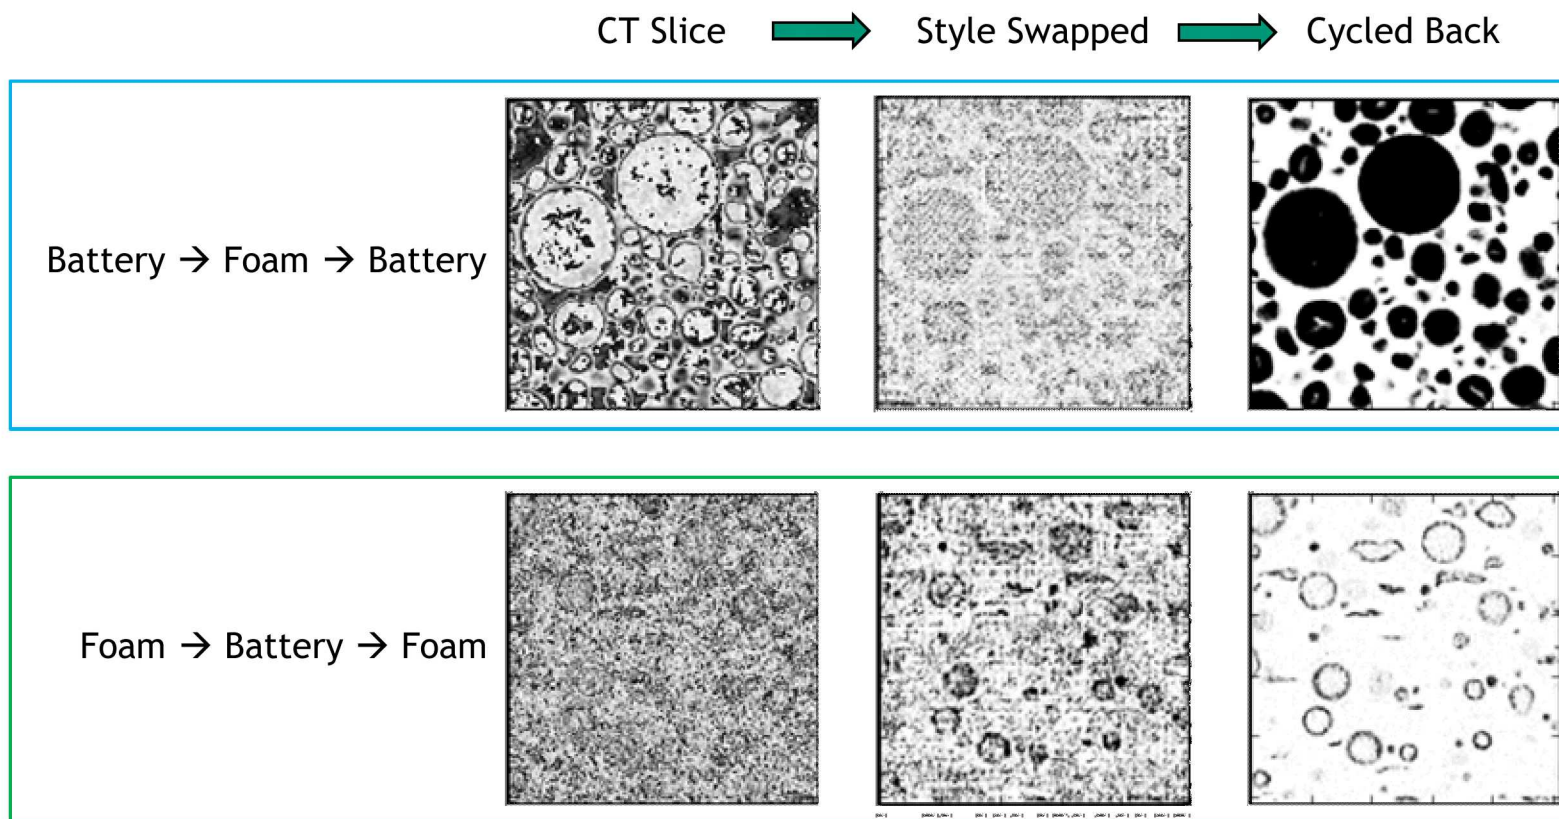 CT Slice Style Swapped Cycled Back
Battery → Foam → Battery
Foam → Battery → Foam